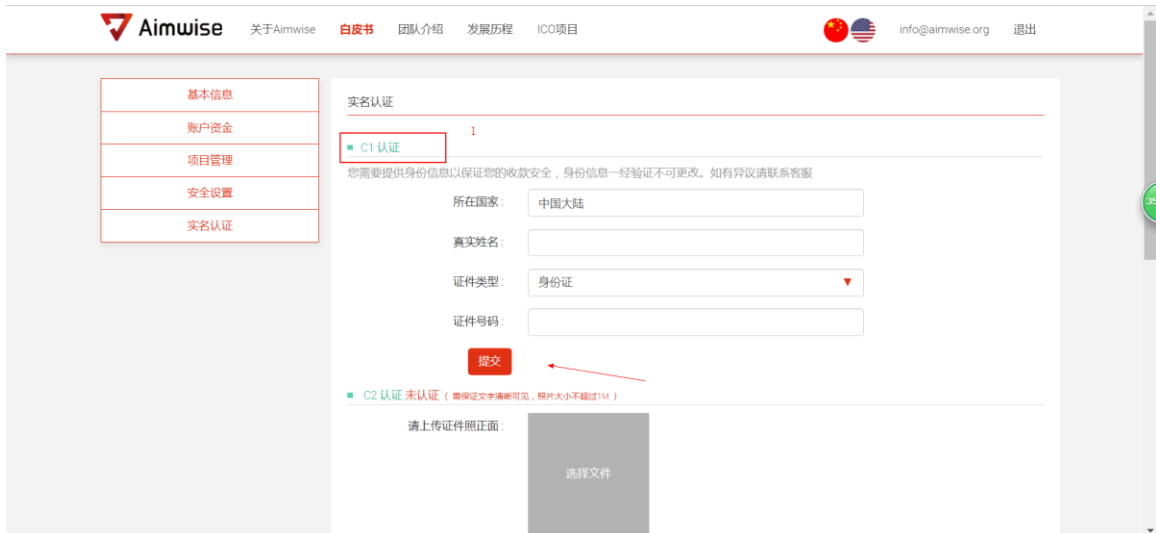 Aimwise 关于Aimwise 白皮书 团队介绍 发展历程 ICO项目 info@aimwise.org 退出
基本信息
账户资金
项目管理
安全设置
实名认证
实名认证
1
C1 认证
您需要提供身份信息以保证您的收款安全，身份信息一经验证不可更改。如有异议请联系客服
所在国家: 中国大陆
真实姓名:
证件类型: 身份证
证件号码:
提交
C2 认证 未认证 ( 需保证文字清晰可见，照片大小不超过1M )
请上传证件照正面:
选择文件
35